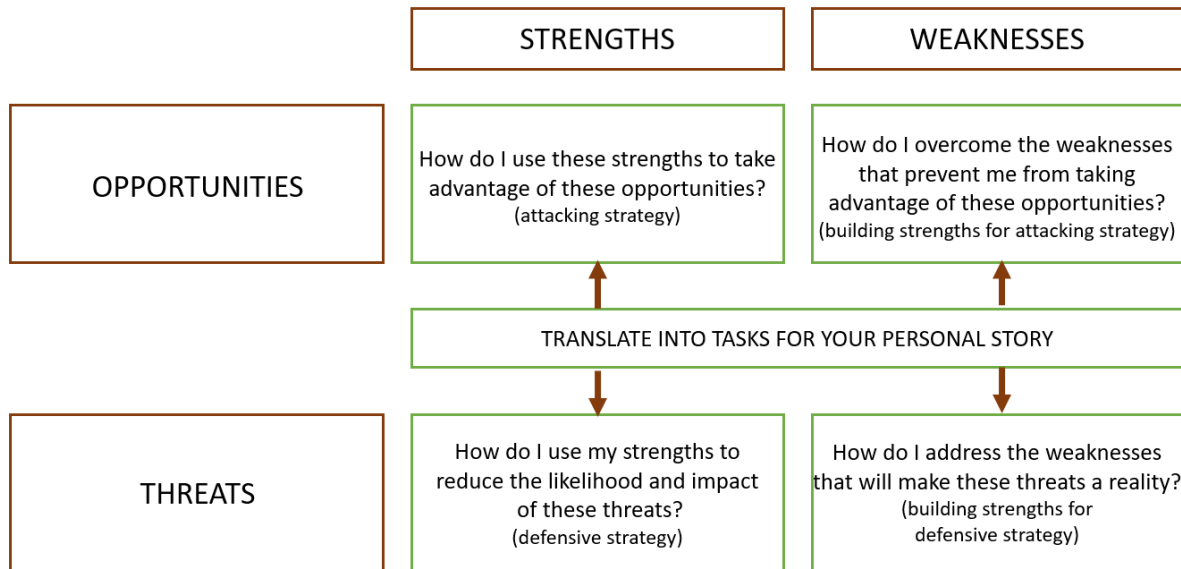 STRENGTHS
WEAKNESSES
OPPORTUNITIES
How do I use these strengths to take
advantage of these opportunities?
(attacking strategy)
How do I overcome the weaknesses
that prevent me from taking
advantage of these opportunities?
(building strengths for attacking strategy)
TRANSLATE INTO TASKS FOR YOUR PERSONAL STORY
THREATS
How do I use my strengths to
reduce the likelihood and impact
of these threats?
(defensive strategy)
How do I address the weaknesses
that will make these threats a reality?
(building strengths for
defensive strategy)